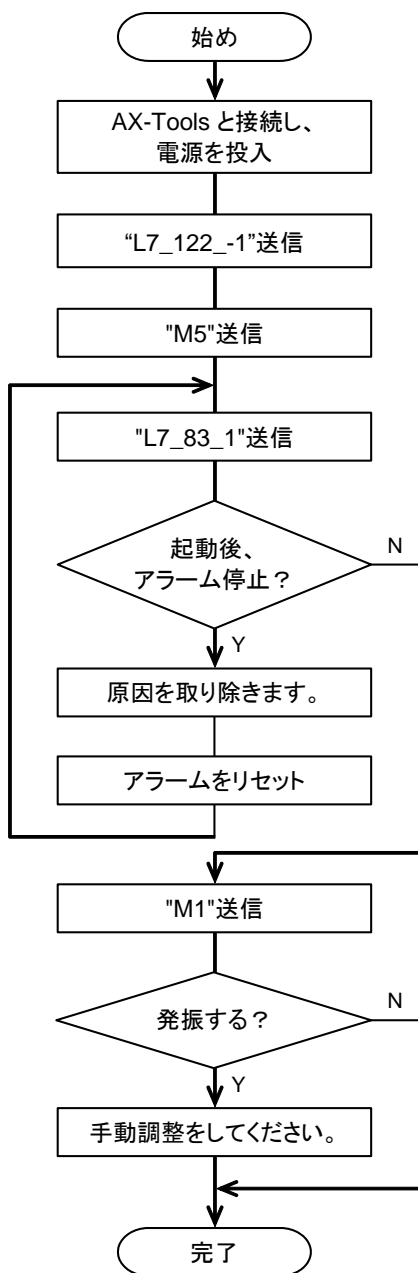 始め
AX-Tools と接続し、
電源を投入
“L7_122_-1”送信
"M5"送信
"L7_83_1"送信
起動後、
アラーム停止？
N
Y
原因を取り除きます。
アラームをリセット
"M1"送信
発振する？
N
Y
手動調整をしてください。
完了